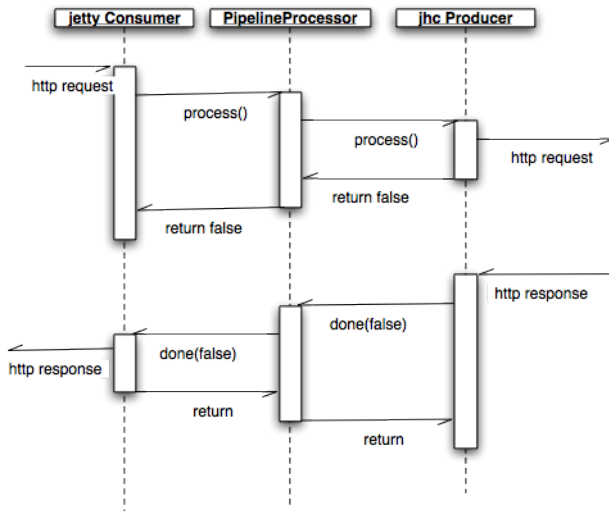 jetty Consumer
PipelineProcessor
jhc Producer
http request
process()
process()
http request
return false
return false
http response
done(false)
done(false)
http response
return
return